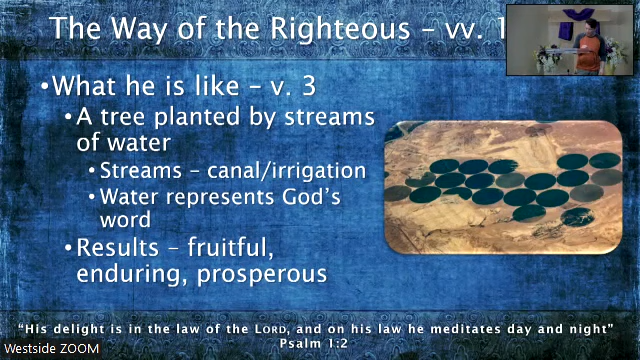 The Way of the Righteous – vv. 1
•What he is like – v. 3
•A tree planted by streams
of water
•Streams – canal/irrigation
•Water represents God's
word
•Results – fruitful,
enduring, prosperous
“His delight is in the law of the LORD, and on his law he meditates day and night”
Psalm 1:2
Westside ZOOM